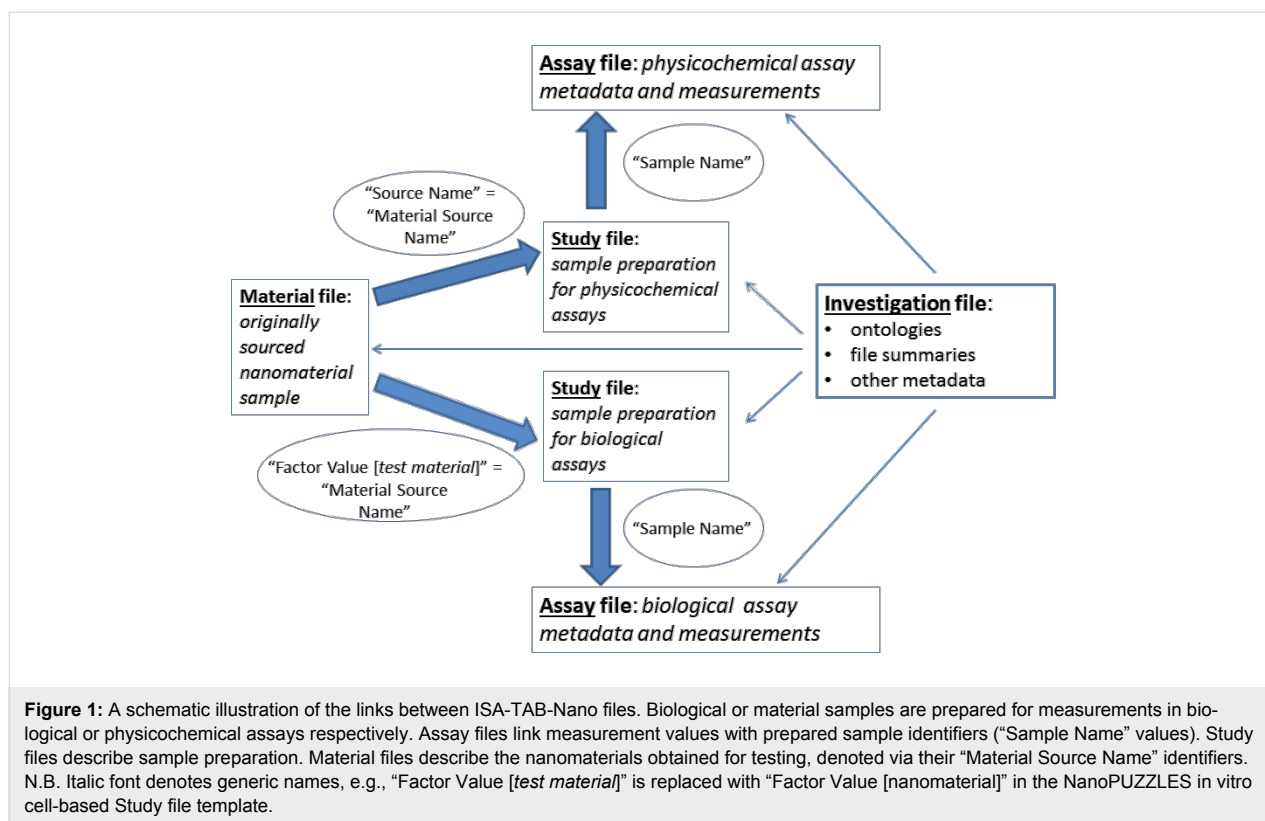 Assay file: physicochemical assay
metadata and measurements
“Sample Name”
“Source Name” =
“Material Source
Name”
Study file:
sample preparation
for physicochemical
assays
Material file:
originally
sourced
nanomaterial
sample
Investigation file:
• ontologies
• file summaries
• other metadata
Study file:
sample preparation
for biological
assays
“Factor Value [test material]” =
“Material Source
Name”
“Sample Name”
Assay file: biological assay
metadata and measurements
Figure 1: A schematic illustration of the links between ISA-TAB-Nano files. Biological or material samples are prepared for measurements in bio-
logical or physicochemical assays respectively. Assay files link measurement values with prepared sample identifiers (“Sample Name” values). Study
files describe sample preparation. Material files describe the nanomaterials obtained for testing, denoted via their “Material Source Name” identifiers.
N.B. Italic font denotes generic names, e.g., “Factor Value [test material]” is replaced with “Factor Value [nanomaterial]” in the NanoPUZZLES in vitro
cell-based Study file template.